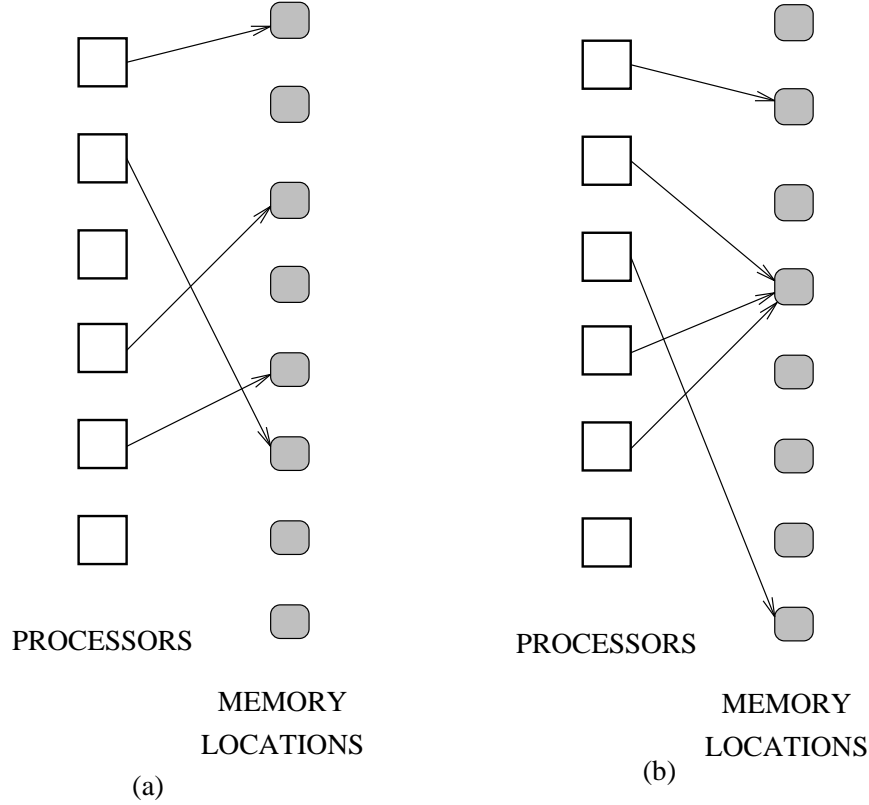 PROCESSORS
MEMORY
LOCATIONS
(a)
PROCESSORS
MEMORY
LOCATIONS
(b)